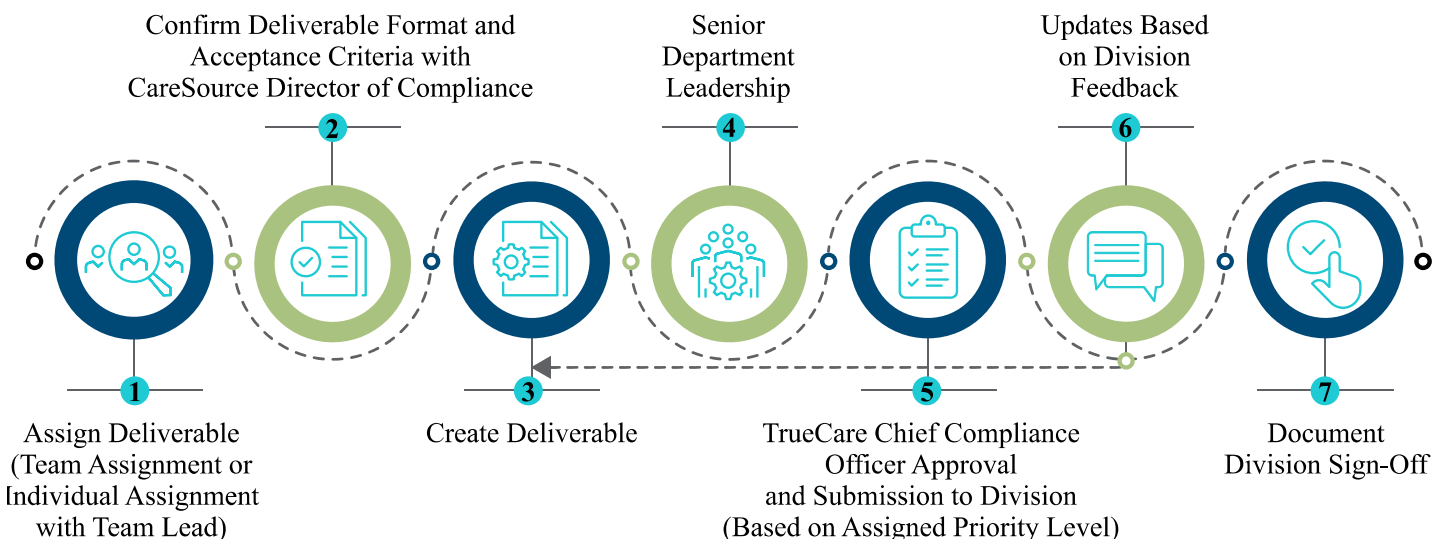 Confirm Deliverable Format and
Acceptance Criteria with
CareSource Director of Compliance
2
Senior
Department
Leadership
4
Updates Based
on Division
Feedback
6
1
Assign Deliverable
(Team Assignment or
Individual Assignment
with Team Lead)
3
Create Deliverable
5
TrueCare Chief Compliance
Officer Approval
and Submission to Division
(Based on Assigned Priority Level)
7
Document
Division Sign-Off